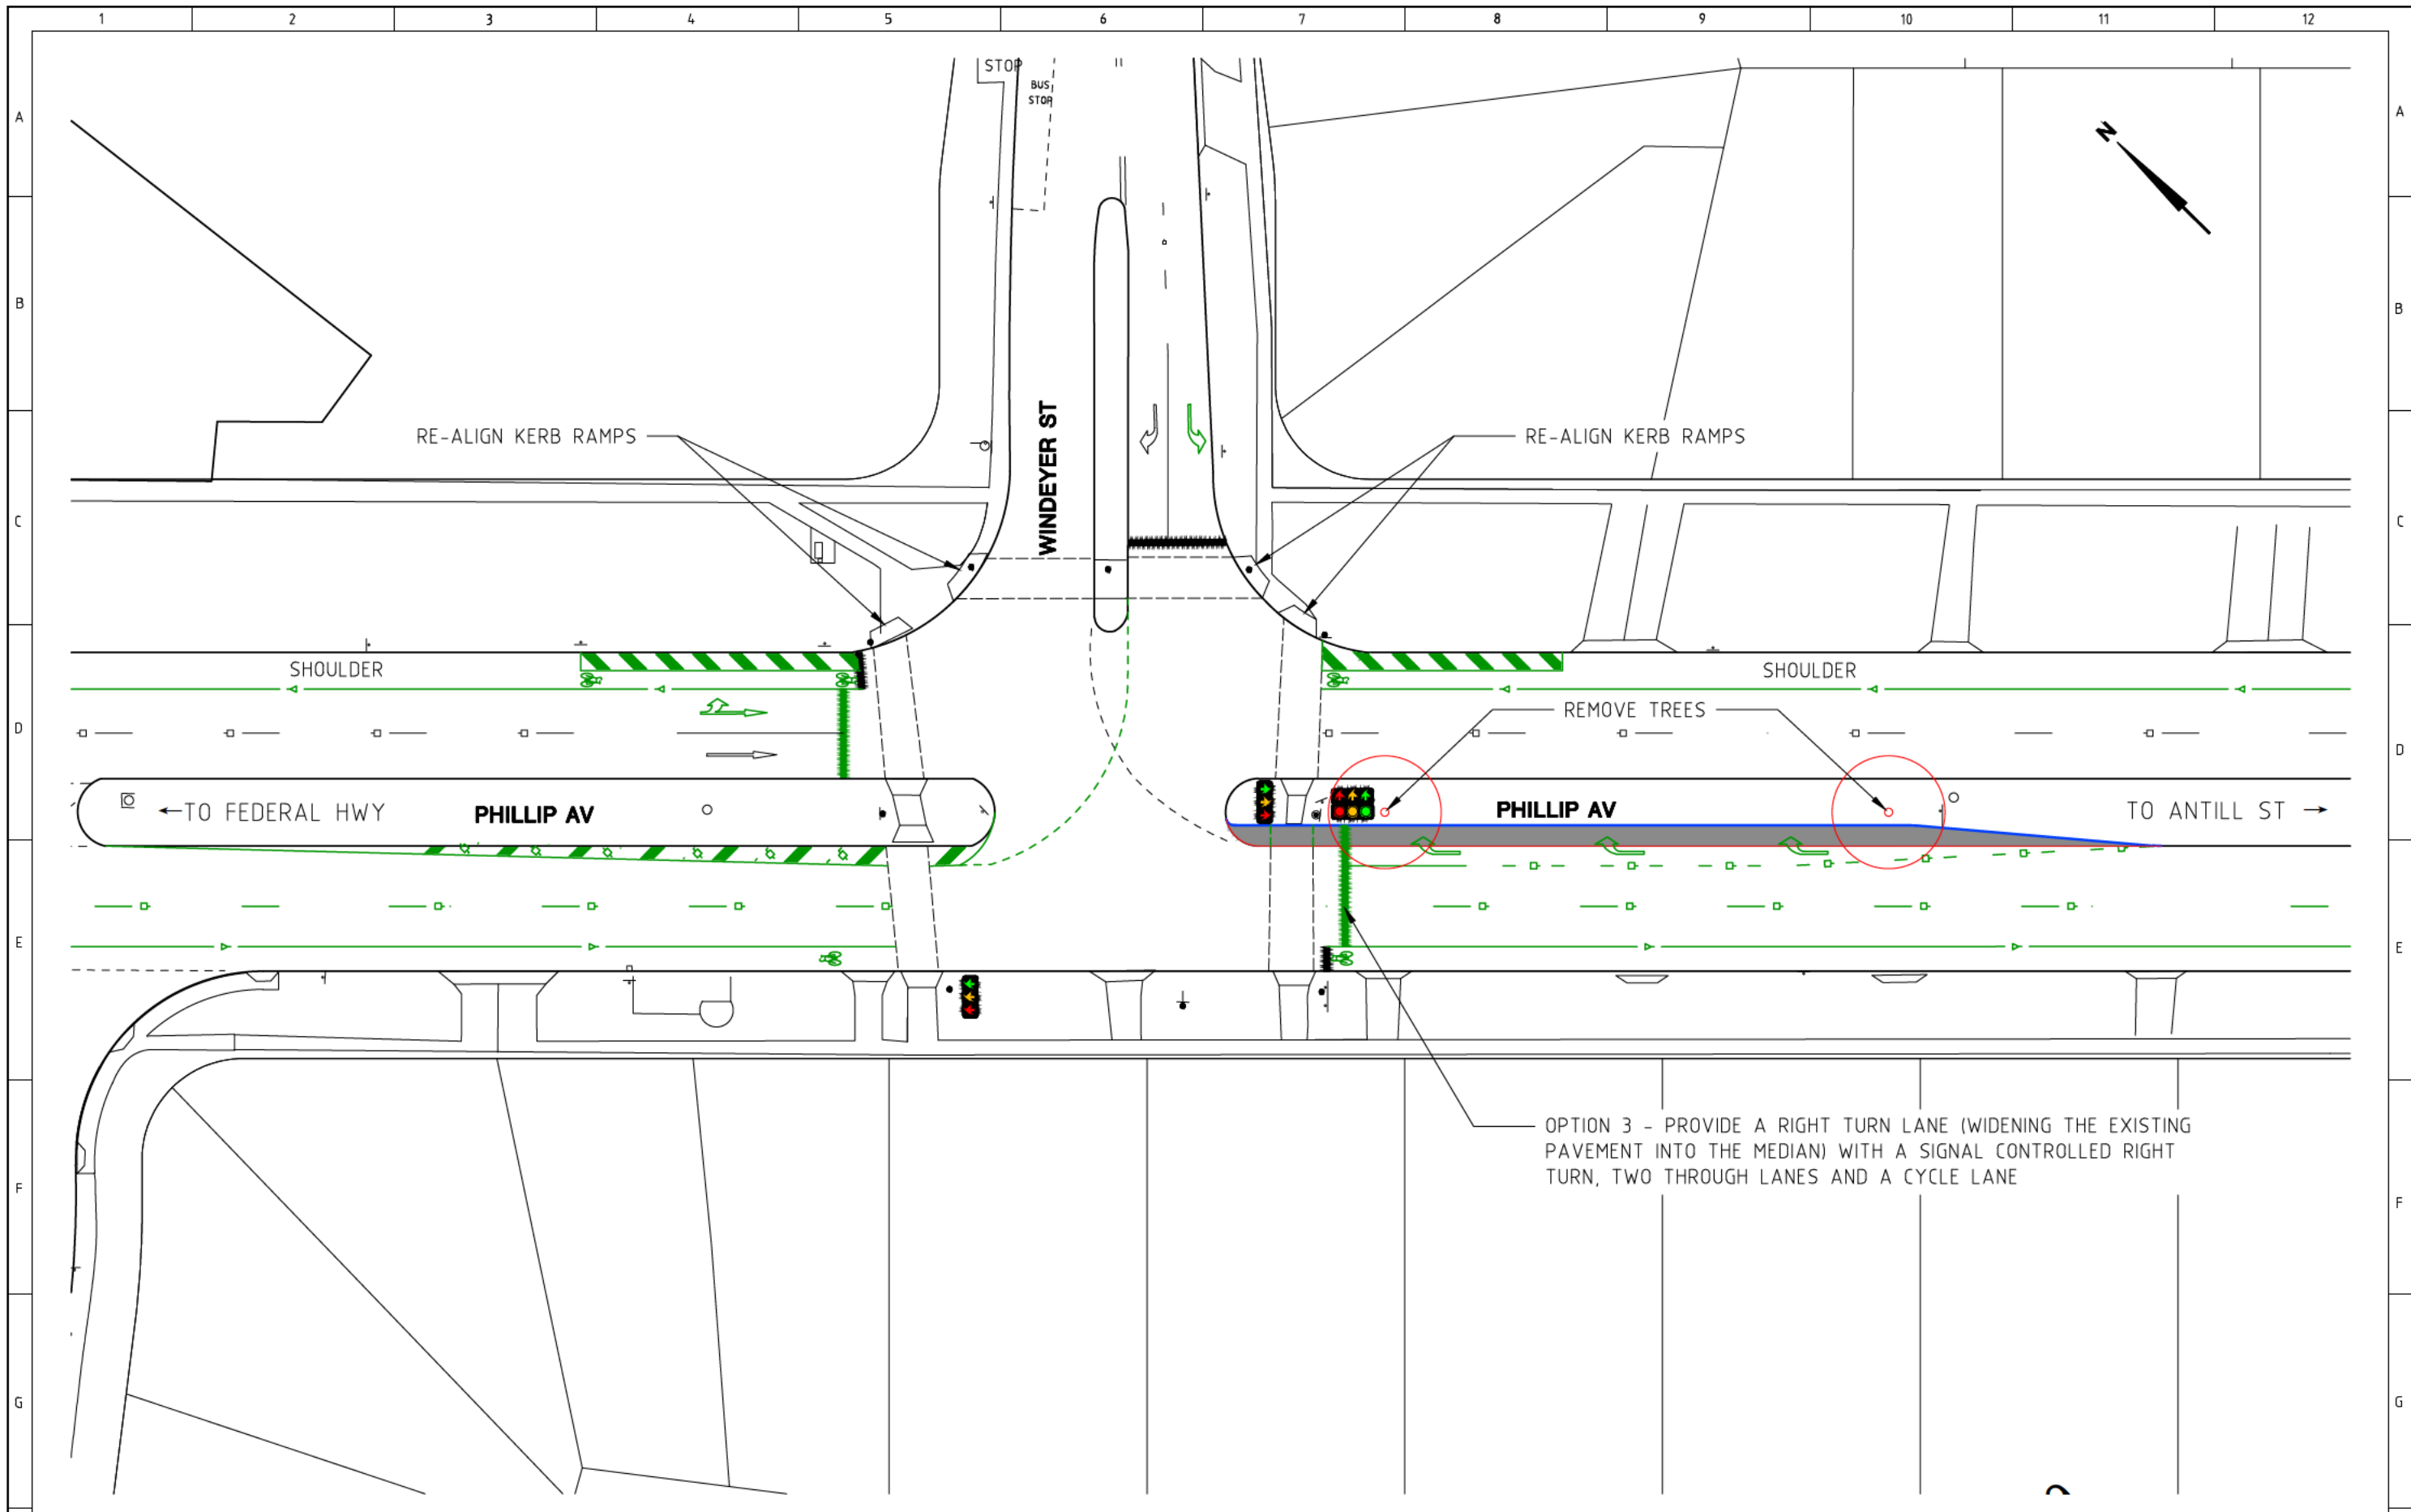 1 2 3 4 5 6 7 8 9 10 11 12
STOP
BUS
STOP
A A
N
B B
WINDEYER ST
RE-ALIGN KERB RAMPS RE-ALIGN KERB RAMPS
C C
SHOULDER SHOULDER
REMOVE TREES
D D
←TO FEDERAL HWY PHILLIP AV PHILLIP AV TO ANTILL ST →
E E
OPTION 3 - PROVIDE A RIGHT TURN LANE (WIDENING THE EXISTING
PAVEMENT INTO THE MEDIAN) WITH A SIGNAL CONTROLLED RIGHT
TURN, TWO THROUGH LANES AND A CYCLE LANE
F F
G G